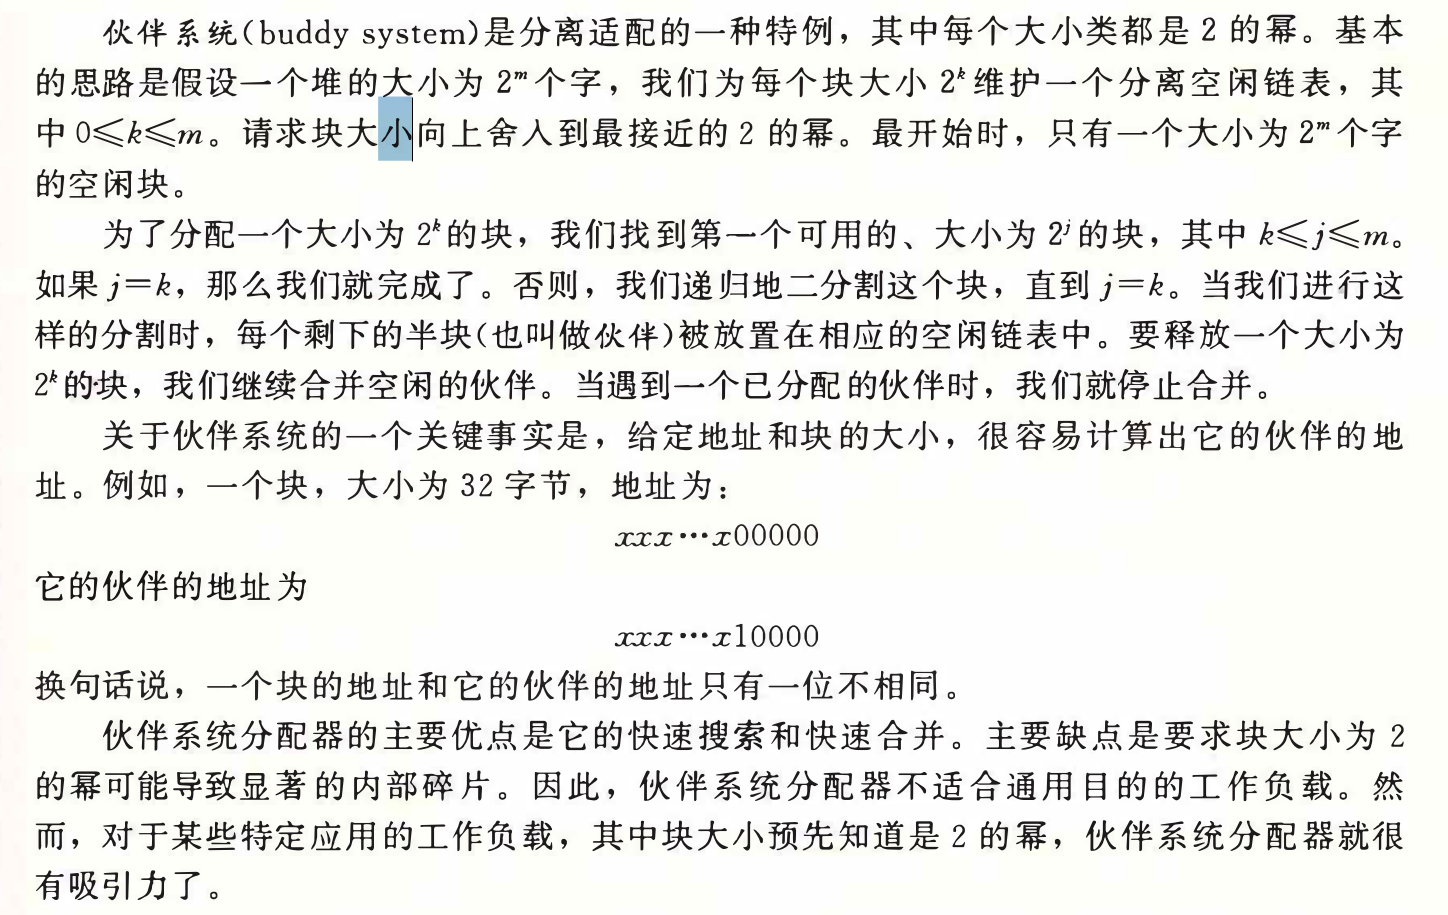 伙伴系统(buddy system)是分离适配的一种特例，其中每个大小类都是 2 的幂。基本
的思路是假设一个堆的大小为 2ᵐ 个字，我们为每个块大小 2ᵏ 维护一个分离空闲链表，其
中 0≤k≤m。请求块大小向上舍入到最接近的 2 的幂。最开始时，只有一个大小为 2ᵐ 个字
的空闲块。
为了分配一个大小为 2ᵏ 的块，我们找到第一个可用的、大小为 2ʲ 的块，其中 k≤j≤m。
如果 j=k，那么我们就完成了。否则，我们递归地二分割这个块，直到 j=k。当我们进行这
样的分割时，每个剩下的半块(也叫做伙伴)被放置在相应的空闲链表中。要释放一个大小为
2ᵏ 的块，我们继续合并空闲的伙伴。当遇到一个已分配的伙伴时，我们就停止合并。
关于伙伴系统的一个关键事实是，给定地址和块的大小，很容易计算出它的伙伴的地
址。例如，一个块，大小为 32 字节，地址为：
xxx…x00000
它的伙伴的地址为
xxx…x10000
换句话说，一个块的地址和它的伙伴的地址只有一位不相同。
伙伴系统分配器的主要优点是它的快速搜索和快速合并。主要缺点是要求块大小为 2
的幂可能导致显著的内部碎片。因此，伙伴系统分配器不适合通用目的的工作负载。然
而，对于某些特定应用的工作负载，其中块大小预先知道是 2 的幂，伙伴系统分配器就很
有吸引力了。